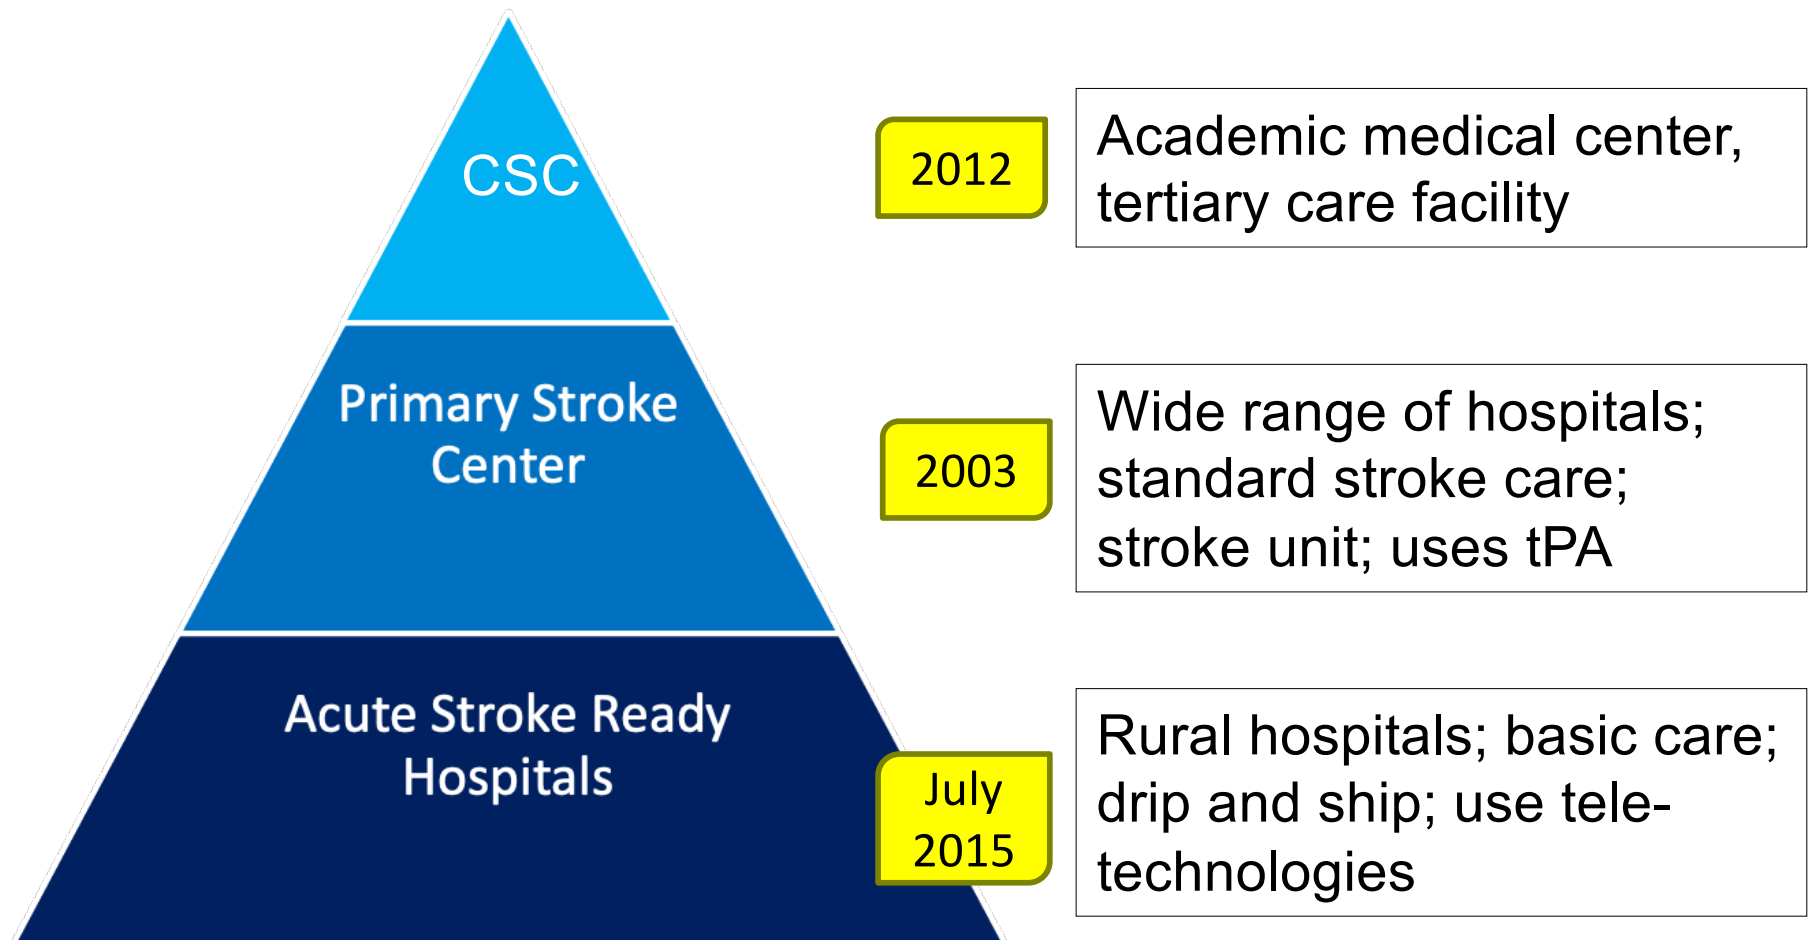 CSC
2012
Academic medical center,
tertiary care facility
Primary Stroke
Center
2003
Wide range of hospitals;
standard stroke care;
stroke unit; uses tPA
Acute Stroke Ready
Hospitals
July
2015
Rural hospitals; basic care;
drip and ship; use tele-
technologies